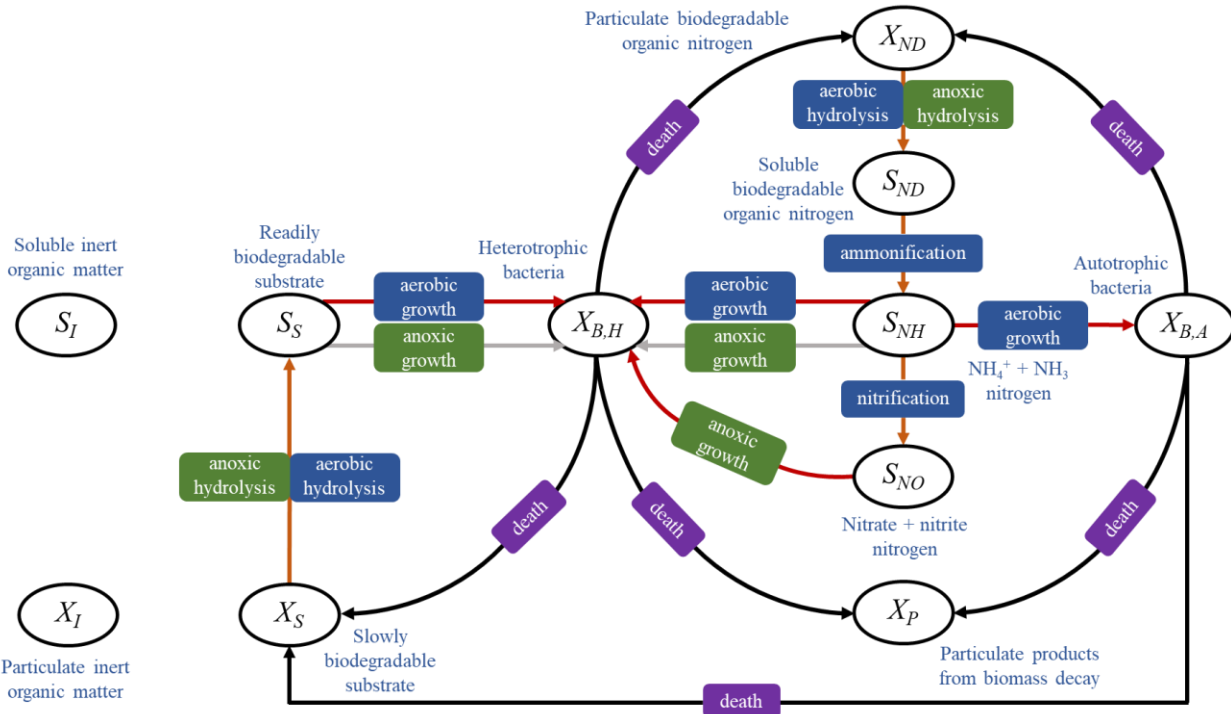 Particulate biodegradable
organic nitrogen
X_ND
aerobic
hydrolysis
anoxic
hydrolysis
death
death
Soluble
biodegradable
organic nitrogen
S_ND
Soluble inert
organic matter
Readily
biodegradable
substrate
Heterotrophic
bacteria
ammonification
Autotrophic
bacteria
S_I
S_S
aerobic
growth
anoxic
growth
X_B,H
aerobic
growth
anoxic
growth
S_NH
aerobic
growth
X_B,A
NH₄⁺ + NH₃
nitrogen
nitrification
anoxic
growth
anoxic
hydrolysis
aerobic
hydrolysis
S_NO
death
death
death
Nitrate + nitrite
nitrogen
X_I
X_S
X_P
Particulate inert
organic matter
Slowly
biodegradable
substrate
Particulate products
from biomass decay
death